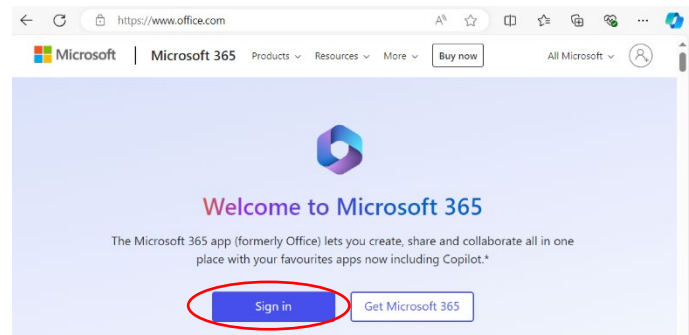 https://www.office.com
Microsoft | Microsoft 365 Products Resources More Buy now All Microsoft
Welcome to Microsoft 365
The Microsoft 365 app (formerly Office) lets you create, share and collaborate all in one
place with your favourites apps now including Copilot.*
Sign in Get Microsoft 365